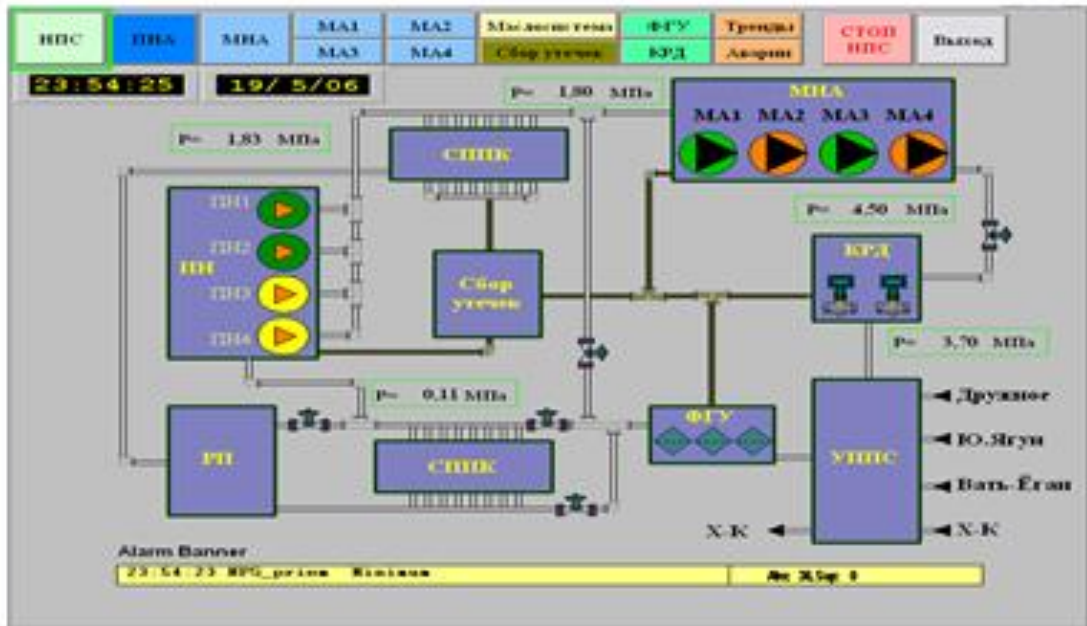 НПС
ПНА
МНА
МА1
МА2
МА3
МА4
Маслосистема
Сбор утечек
ФГУ
КРД
Тренды
Аварии
СТОП
НПС
Выход
23:54:25
19/ 5/06
P= 1,83 МПа
P= 1,80 МПа
МНА
МА1 МА2 МА3 МА4
СППК
ПН1
ПН2
ПН
ПН3
ПН4
Сбор
утечек
P= 4,50 МПа
КРД
P= 3,70 МПа
P= 0,11 МПа
РП
СППК
ФГУ
УППС
Дружное
Ю.Ягун
Вать-Ёган
Х-К
Х-К
Alarm Banner
23:54:23 NPS_priem Minimum